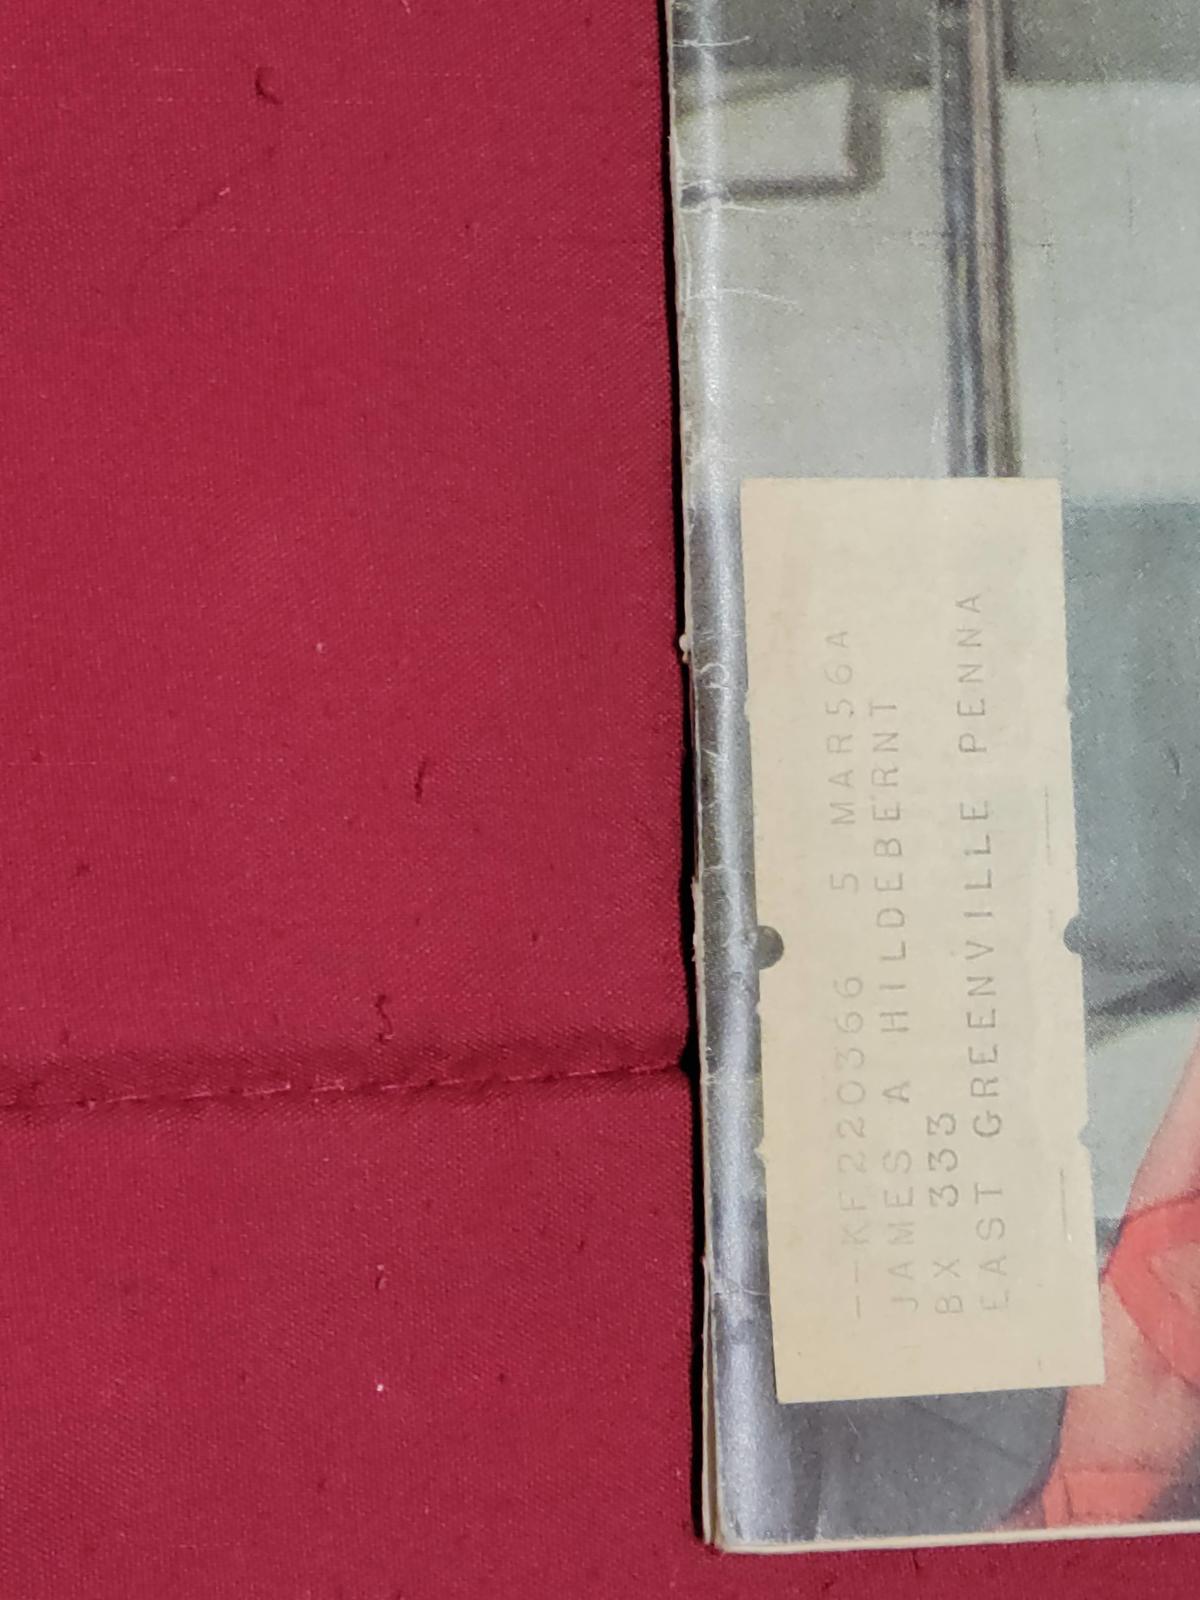 --KF220366 5 MAR56A
JAMES A HILDEBERNT
BX 333
EAST GREENVILLE PENNA